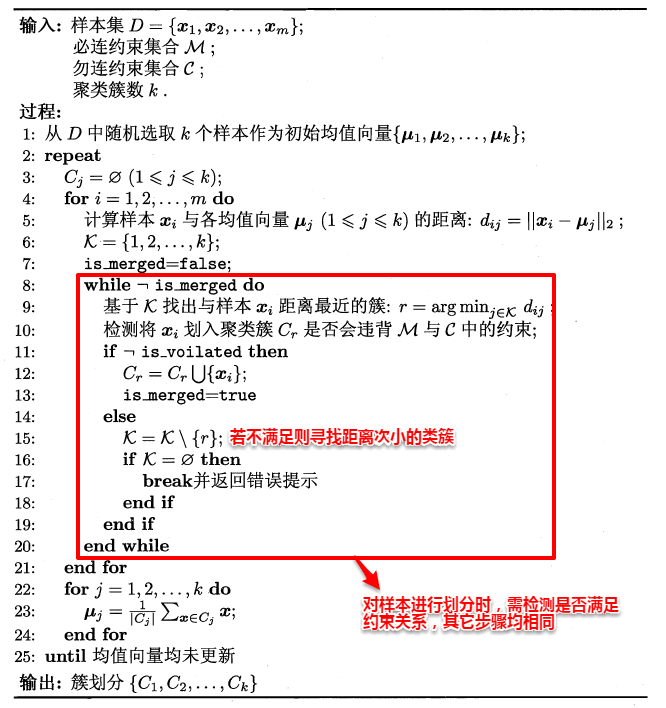 输入: 样本集 D = {x₁, x₂, . . . , xₘ};
必连约束集合 ℳ ;
勿连约束集合 𝒞 ;
聚类簇数 k .
过程:
1: 从 D 中随机选取 k 个样本作为初始均值向量{μ₁, μ₂, . . . , μₖ};
2: repeat
3: Cⱼ = ∅ (1 ⩽ j ⩽ k);
4: for i = 1, 2, . . . , m do
5: 计算样本 xᵢ 与各均值向量 μⱼ (1 ⩽ j ⩽ k) 的距离: dᵢⱼ = ||xᵢ − μⱼ||₂ ;
6: 𝒦 = {1, 2, . . . , k};
7: is_merged=false;
8: while ¬ is_merged do
9: 基于 𝒦 找出与样本 xᵢ 距离最近的簇: r = arg min_{j∈𝒦} dᵢⱼ ;
10: 检测将 xᵢ 划入聚类簇 Cᵣ 是否会违背 ℳ 与 𝒞 中的约束;
11: if ¬ is_voilated then
12: Cᵣ = Cᵣ ⋃{xᵢ};
13: is_merged=true
14: else
15: 𝒦 = 𝒦 \ {r}; 若不满足则寻找距离次小的类簇
16: if 𝒦 = ∅ then
17: break并返回错误提示
18: end if
19: end if
20: end while
21: end for
22: for j = 1, 2, . . . , k do
23: μⱼ = 1/|Cⱼ| ∑_{x∈Cⱼ} x;
24: end for
25: until 均值向量均未更新
对样本进行划分时，需检测是否满足
约束关系，其它步骤均相同
输出: 簇划分 {C₁, C₂, . . . , Cₖ}